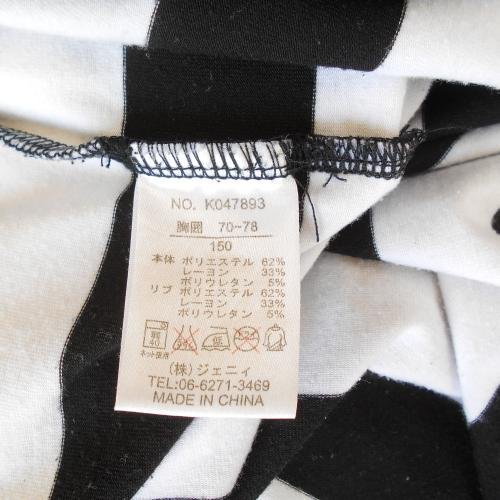 NO. K047893
胸囲 70~78
150
本体 ポリエステル 62%
レーヨン 33%
ポリウレタン 5%
リブ ポリエステル 62%
レーヨン 33%
ポリウレタン 5%
弱 40 低
ネット使用
(株)ジェニィ
TEL:06-6271-3469
MADE IN CHINA